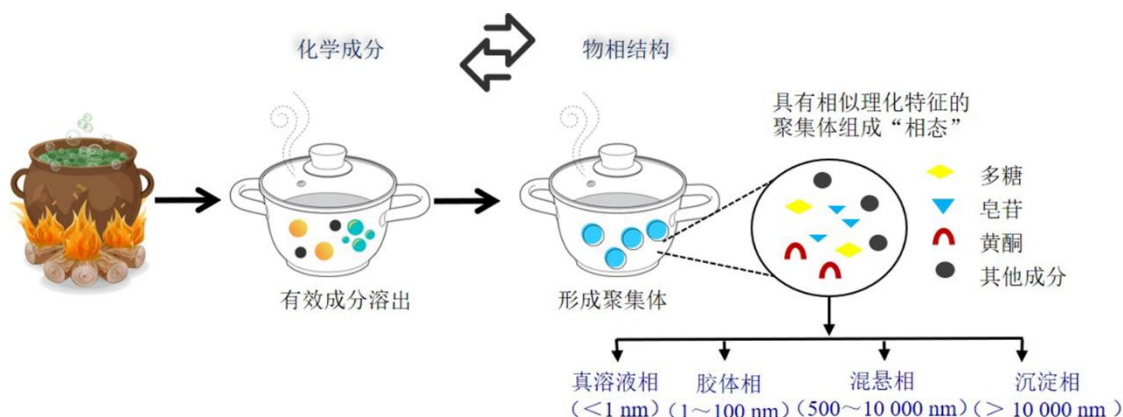 化学成分
物相结构
具有相似理化特征的
聚集体组成“相态”
多糖
皂苷
黄酮
其他成分
有效成分溶出
形成聚集体
真溶液相
(<1 nm)
胶体相
(1～100 nm)
混悬相
(500～10 000 nm)
沉淀相
(> 10 000 nm)